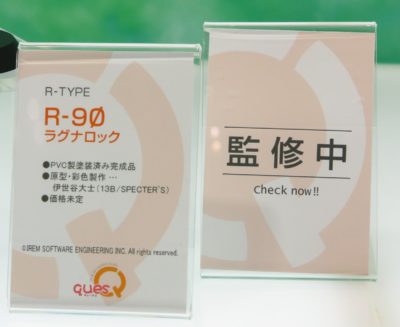 R-TYPE
R-9Ø
ラグナロック
●PVC製塗装済み完成品
●原型・彩色製作…
伊世谷大士(13B/SPECTER'S)
●価格未定
©IREM SOFTWARE ENGINEERING INC. All rights reserved.
quesQ
監修中
Check now!!